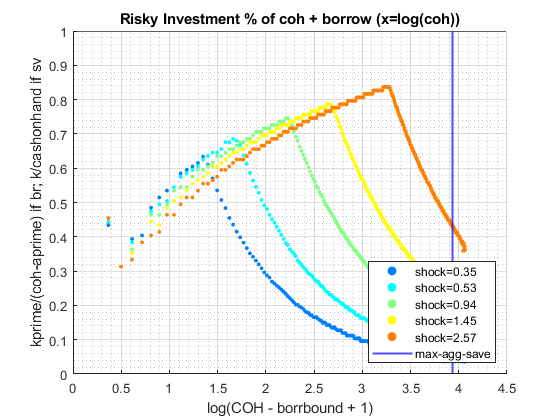 Risky Investment % of coh + borrow (x=log(coh))
kprime/(coh-aprime) if br; k/cashonhand if sv
1
0.9
0.8
0.7
0.6
0.5
0.4
0.3
0.2
0.1
0
0 0.5 1 1.5 2 2.5 3 3.5 4 4.5
log(COH - borrbound + 1)
shock=0.35
shock=0.53
shock=0.94
shock=1.45
shock=2.57
max-agg-save